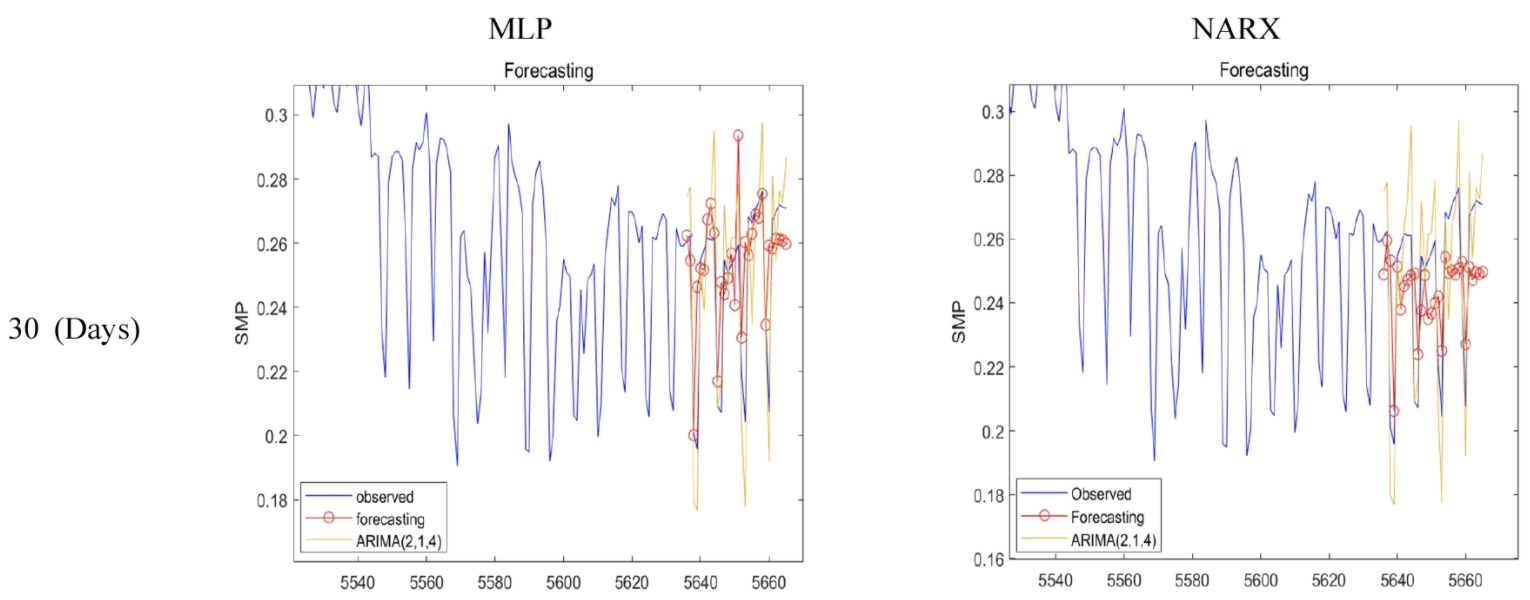 MLP
NARX
30 (Days)
Forecasting
SMP
0.3
0.28
0.26
0.24
0.22
0.2
0.18
observed
forecasting
ARIMA(2,1,4)
5540 5560 5580 5600 5620 5640 5660
Forecasting
SMP
0.3
0.28
0.26
0.24
0.22
0.2
0.18
0.16
Observed
Forecasting
ARIMA(2,1,4)
5540 5560 5580 5600 5620 5640 5660